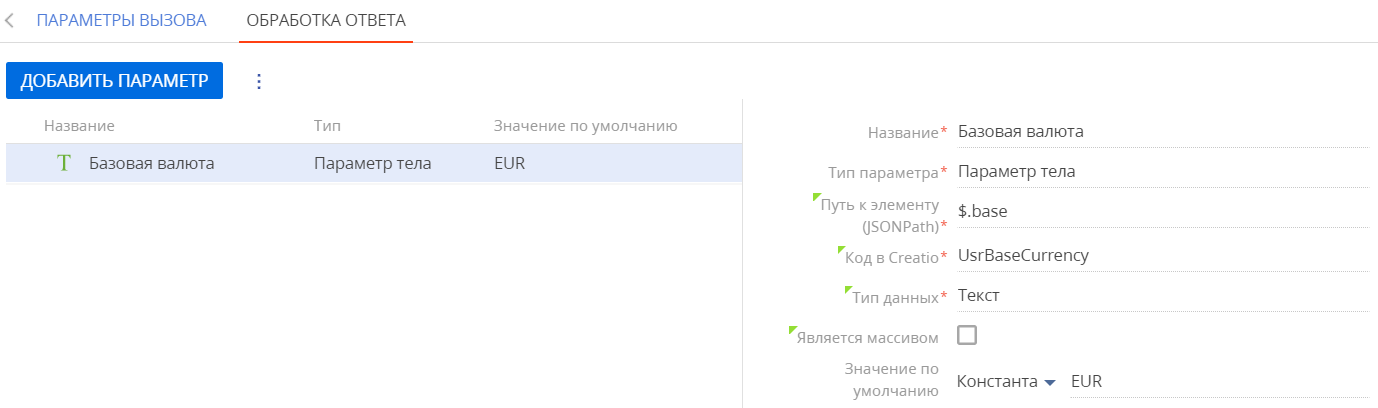 ПАРАМЕТРЫ ВЫЗОВА ОБРАБОТКА ОТВЕТА
ДОБАВИТЬ ПАРАМЕТР
Название Тип Значение по умолчанию
T Базовая валюта Параметр тела EUR
Название* Базовая валюта
Тип параметра* Параметр тела
Путь к элементу
(JSONPath)* $.base
Код в Creatio* UsrBaseCurrency
Тип данных* Текст
Является массивом
Значение по
умолчанию Константа EUR